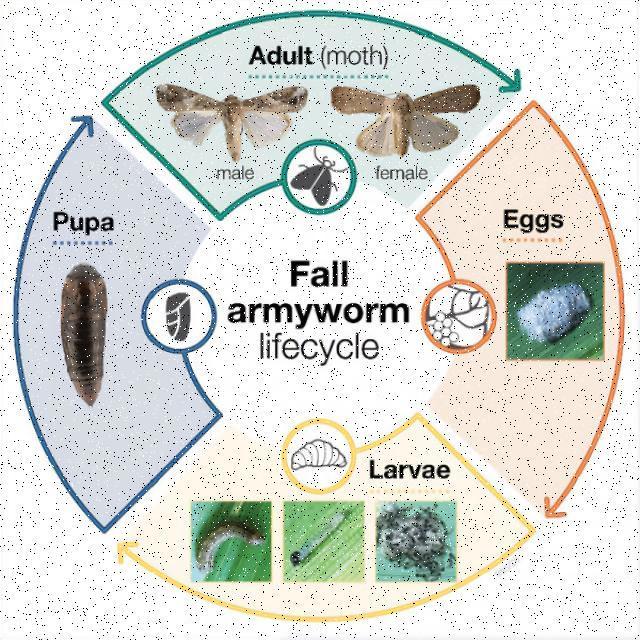 Adult (moth)
male
female
Pupa
Eggs
Fall
armyworm
lifecycle
Larvae